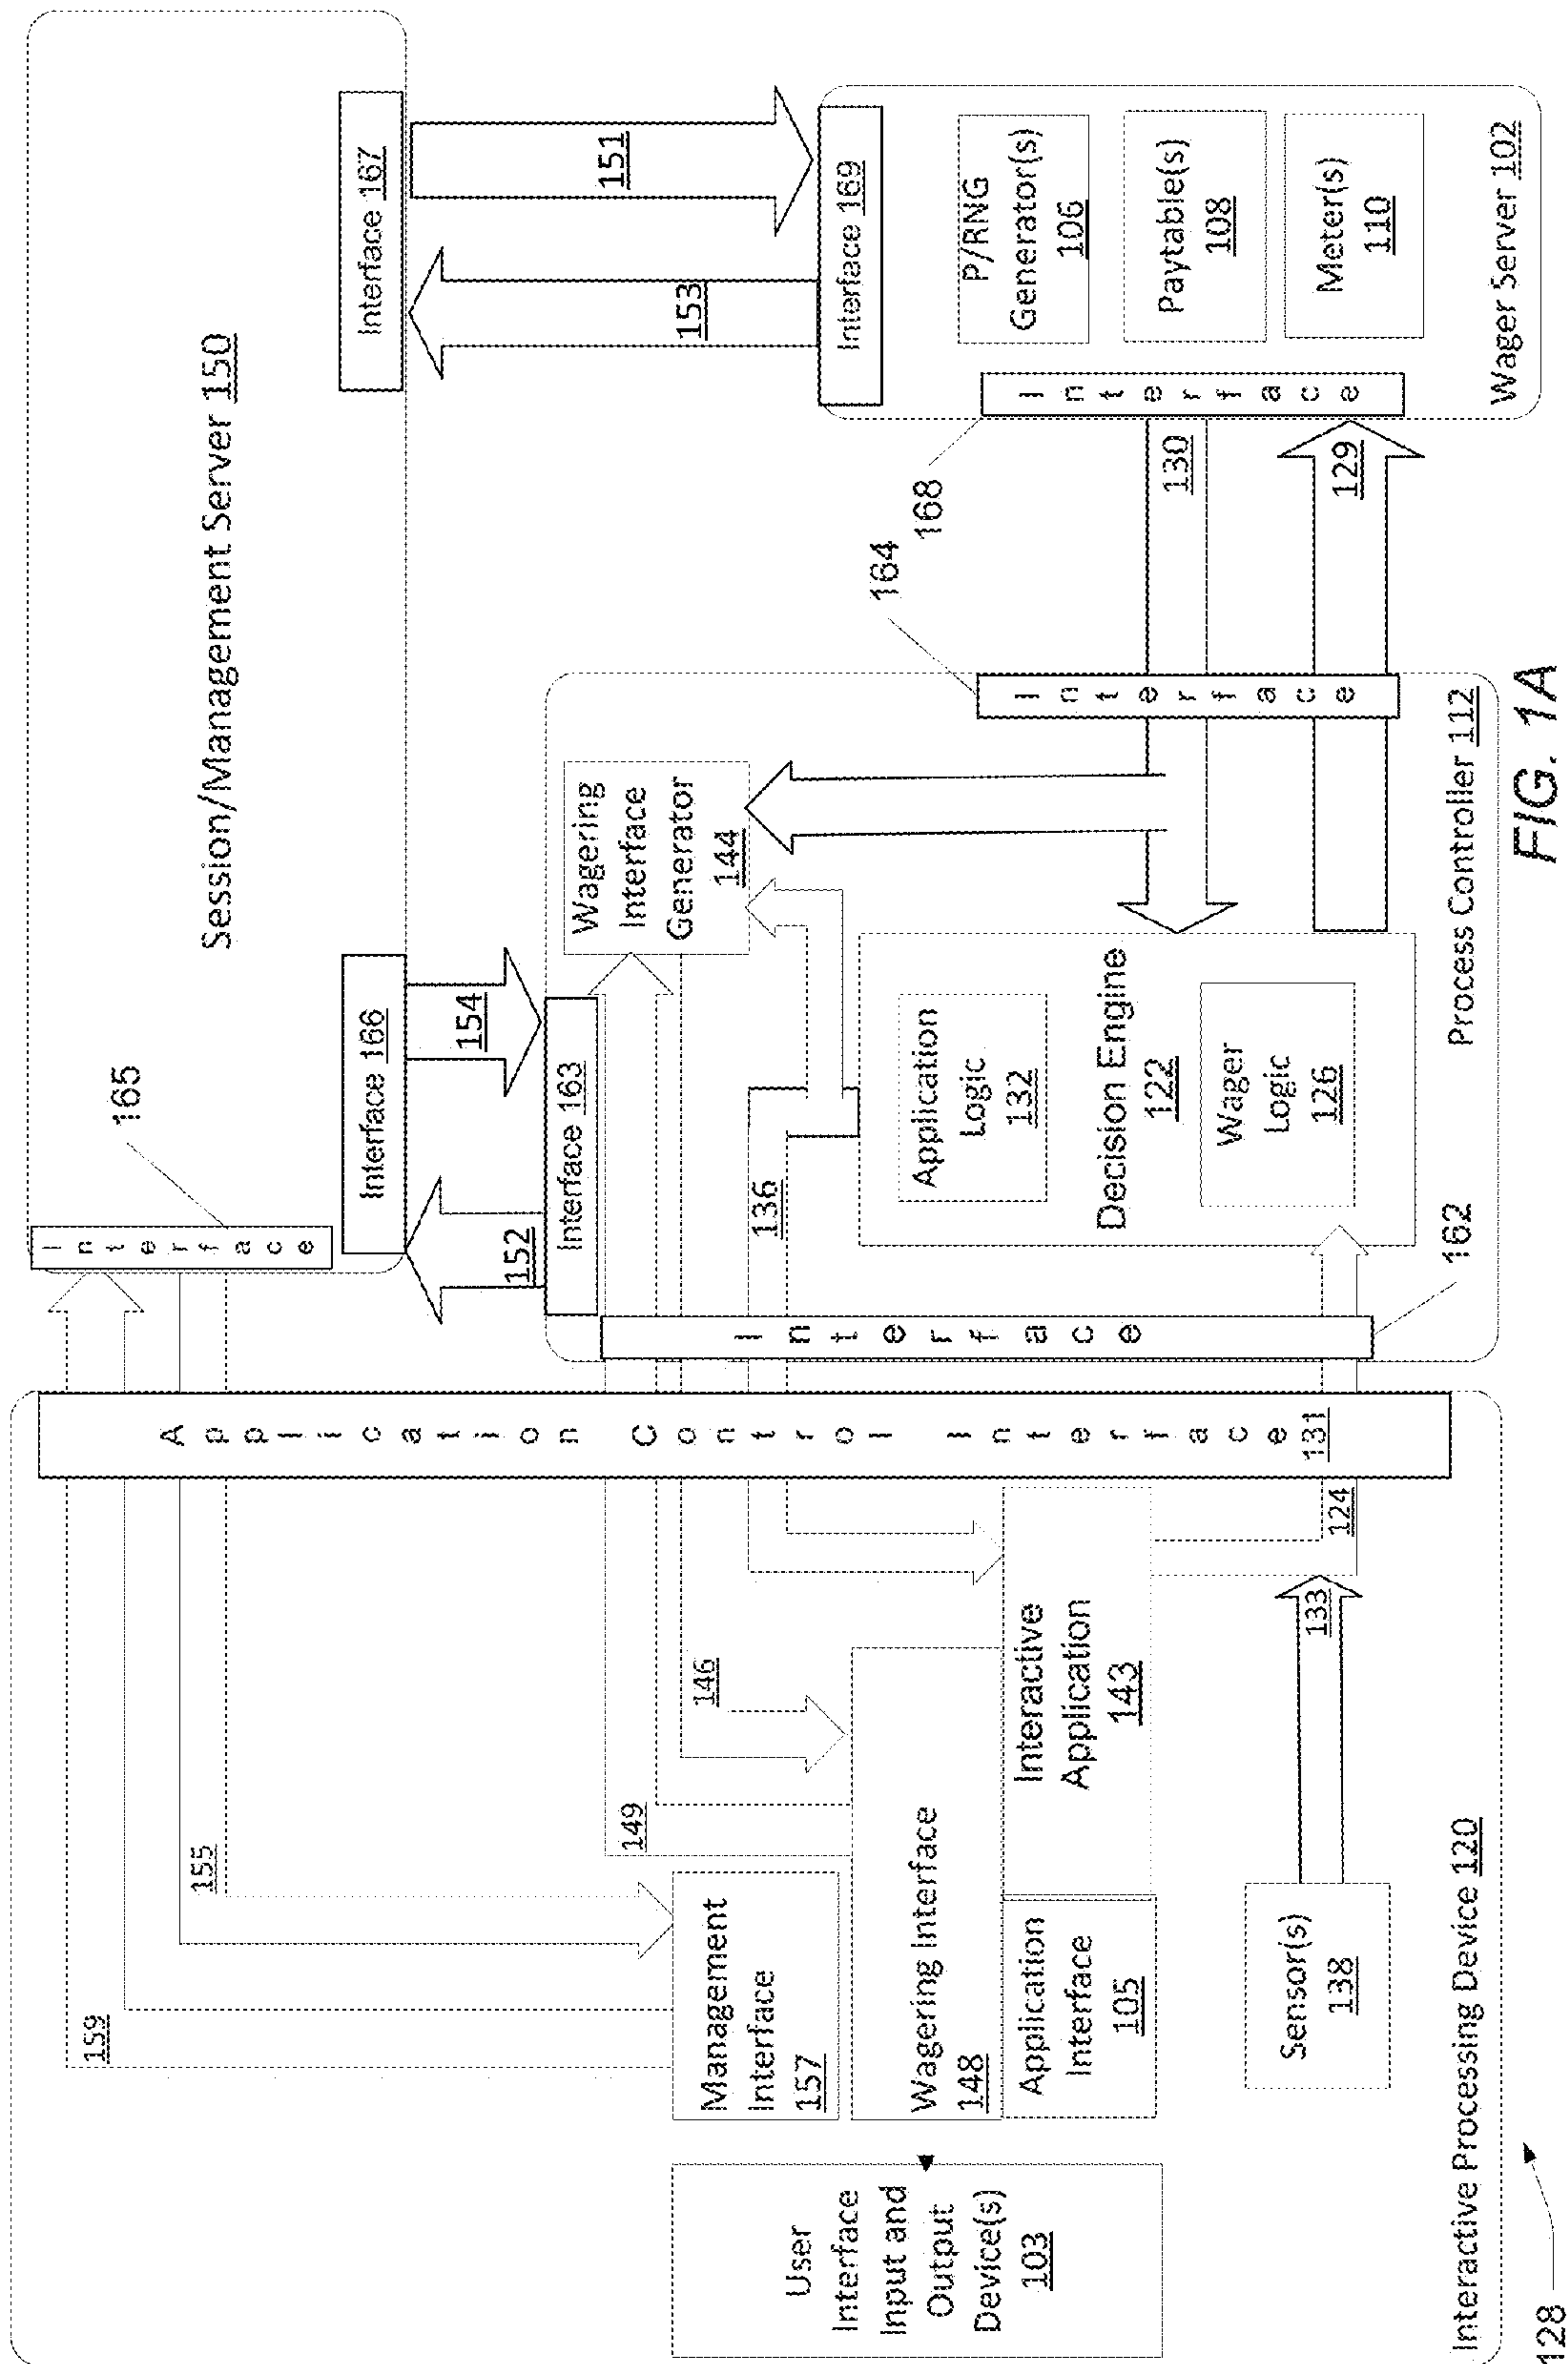 Session/Management Server 150
Interface
165
Interface 166
Interface 167
159
155
152
154
153
151
Application Control Interface
131
Management
Interface
157
149
146
136
Interface 163
Interface
162
Wagering
Interface
Generator
144
Interface
164
168
Interface 169
Interface
P/RNG
Generator(s)
106
Paytable(s)
108
Meter(s)
110
Wager Server 102
130
129
User
Interface
Input and
Output
Device(s)
103
Wagering Interface
148
Interactive
Application
143
Application
Interface
105
Sensor(s)
138
133
124
Application
Logic
132
Decision Engine
122
Wager
Logic
126
Process Controller 112
Interactive Processing Device 120
128
FIG. 1A